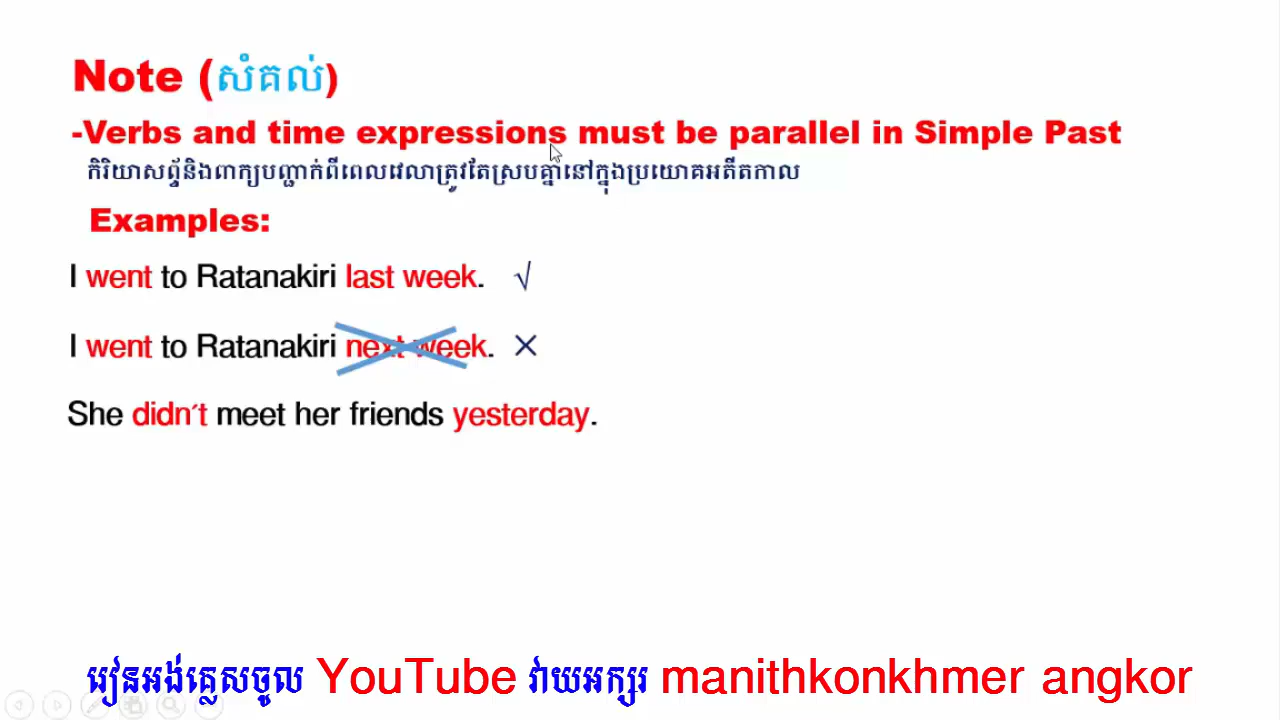 Note (សំគល់)
-Verbs and time expressions must be parallel in Simple Past
កិរិយាសព្ទ័និងពាក្យបញ្ជាក់ពីពេលវេលាត្រូវតែស្របគ្នានៅក្នុងប្រយោគអតីតកាល
Examples:
I went to Ratanakiri last week. √
I went to Ratanakiri next week. ×
She didn´t meet her friends yesterday.
រៀនអង់គ្លេសចូល YouTube វាយអក្សរ manithkonkhmer angkor